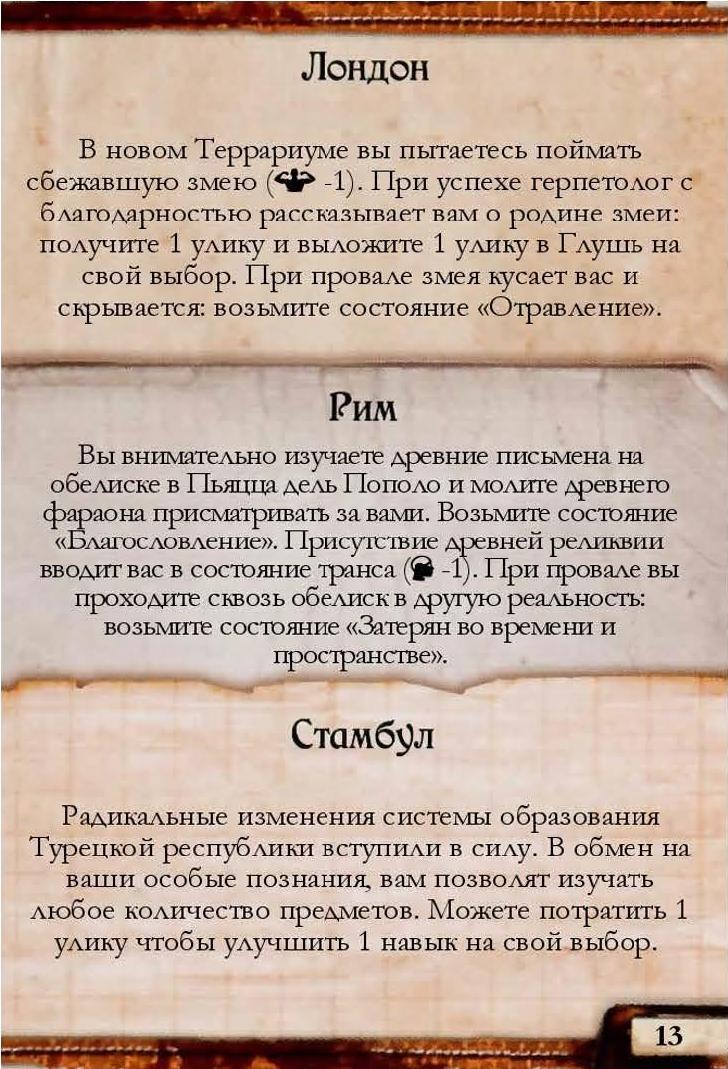 Лондон
В новом Террариуме вы пытаетесь поймать
сбежавшую змею ( -1). При успехе герпетолог с
благодарностью рассказывает вам о родине змеи:
получите 1 улику и выложите 1 улику в Глушь на
свой выбор. При провале змея кусает вас и
скрывается: возьмите состояние «Отравление».
Рим
Вы внимательно изучаете древние письмена на
обелиске в Пьяцца дель Пополо и молите древнего
фараона присматривать за вами. Возьмите состояние
«Благословление». Присутствие древней реликвии
вводит вас в состояние транса ( -1). При провале вы
проходите сквозь обелиск в другую реальность:
возьмите состояние «Затерян во времени и
пространстве».
Стамбул
Радикальные изменения системы образования
Турецкой республики вступили в силу. В обмен на
ваши особые познания, вам позволят изучать
любое количество предметов. Можете потратить 1
улику чтобы улучшить 1 навык на свой выбор.
13